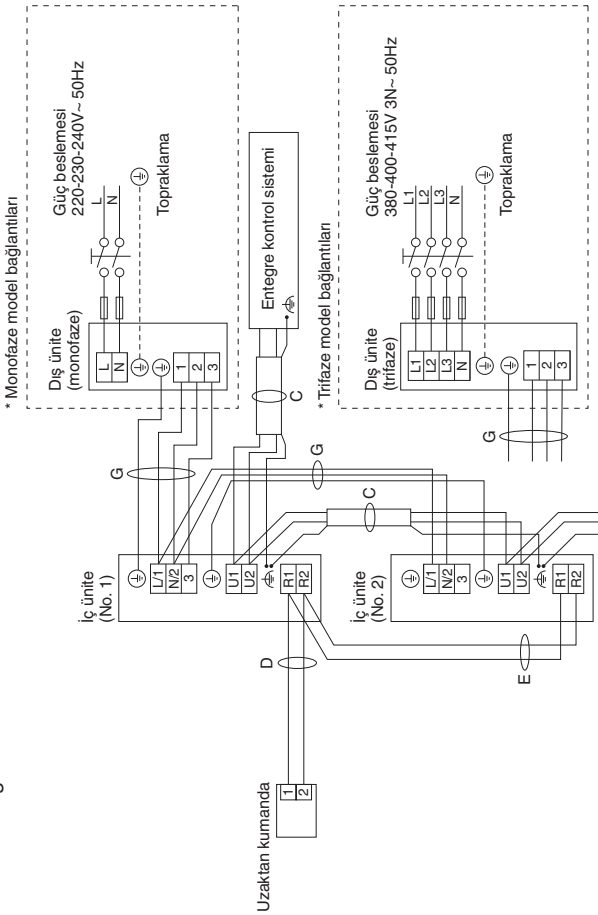 * Monofaze model bağlantıları
Güç beslemesi
220-230-240V~ 50Hz
L
N
Topraklama
Dış ünite
(monofaze)
L
N
1
2
3
G
Entegre kontrol sistemi
C
* Trifaze model bağlantıları
Güç beslemesi
380-400-415V 3N~ 50Hz
L1
L2
L3
N
Topraklama
Dış ünite
(trifaze)
L1
L2
L3
N
1
2
3
G
İç ünite
(No. 1)
L/1
N/2
3
U1
U2
R1
R2
G
C
İç ünite
(No. 2)
L/1
N/2
3
U1
U2
R1
R2
D
E
Uzaktan kumanda
1
2